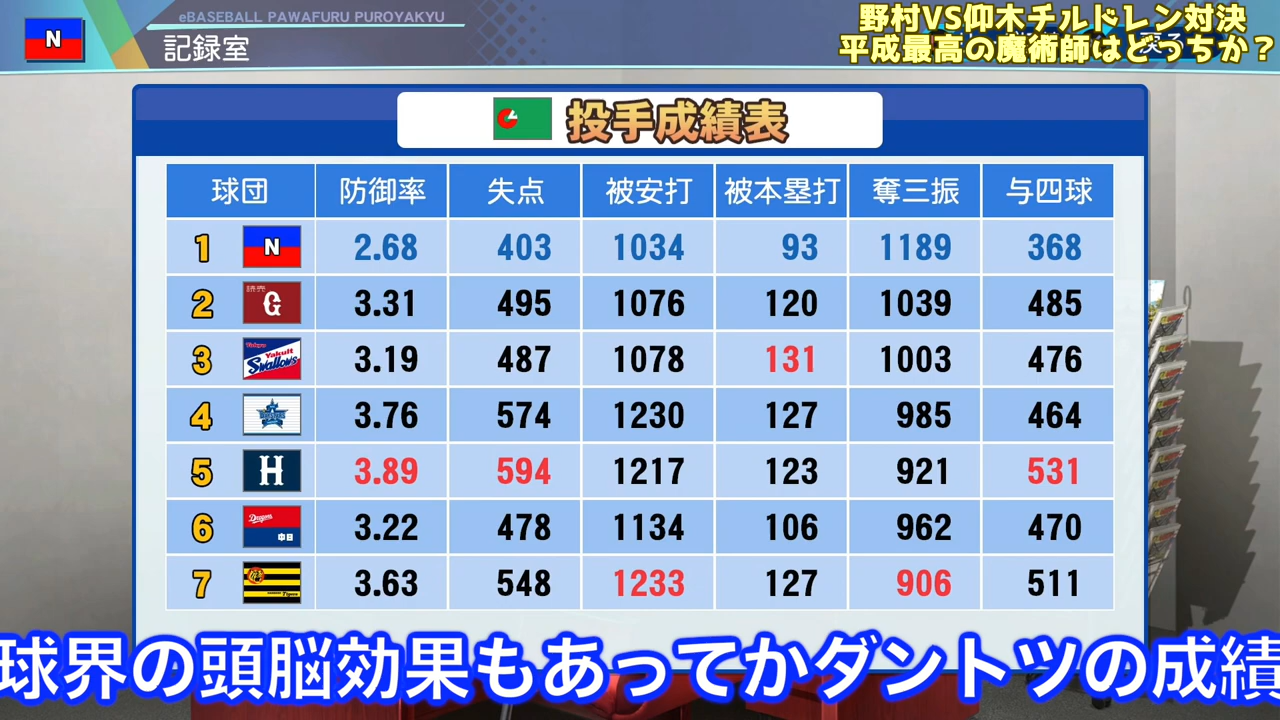 eBASEBALL PAWAFURU PUROYAKYU
N
記録室
野村VS仰木チルドレン対決
平成最高の魔術師はどっちか？
投手成績表
球団 防御率 失点 被安打 被本塁打 奪三振 与四球
1 N 2.68 403 1034 93 1189 368
2 読売 G 3.31 495 1076 120 1039 485
3 Yakult Swallows 3.19 487 1078 131 1003 476
4 3.76 574 1230 127 985 464
5 H 3.89 594 1217 123 921 531
6 Dragons 中日 3.22 478 1134 106 962 470
7 Tigers 3.63 548 1233 127 906 511
球界の頭脳効果もあってかダントツの成績